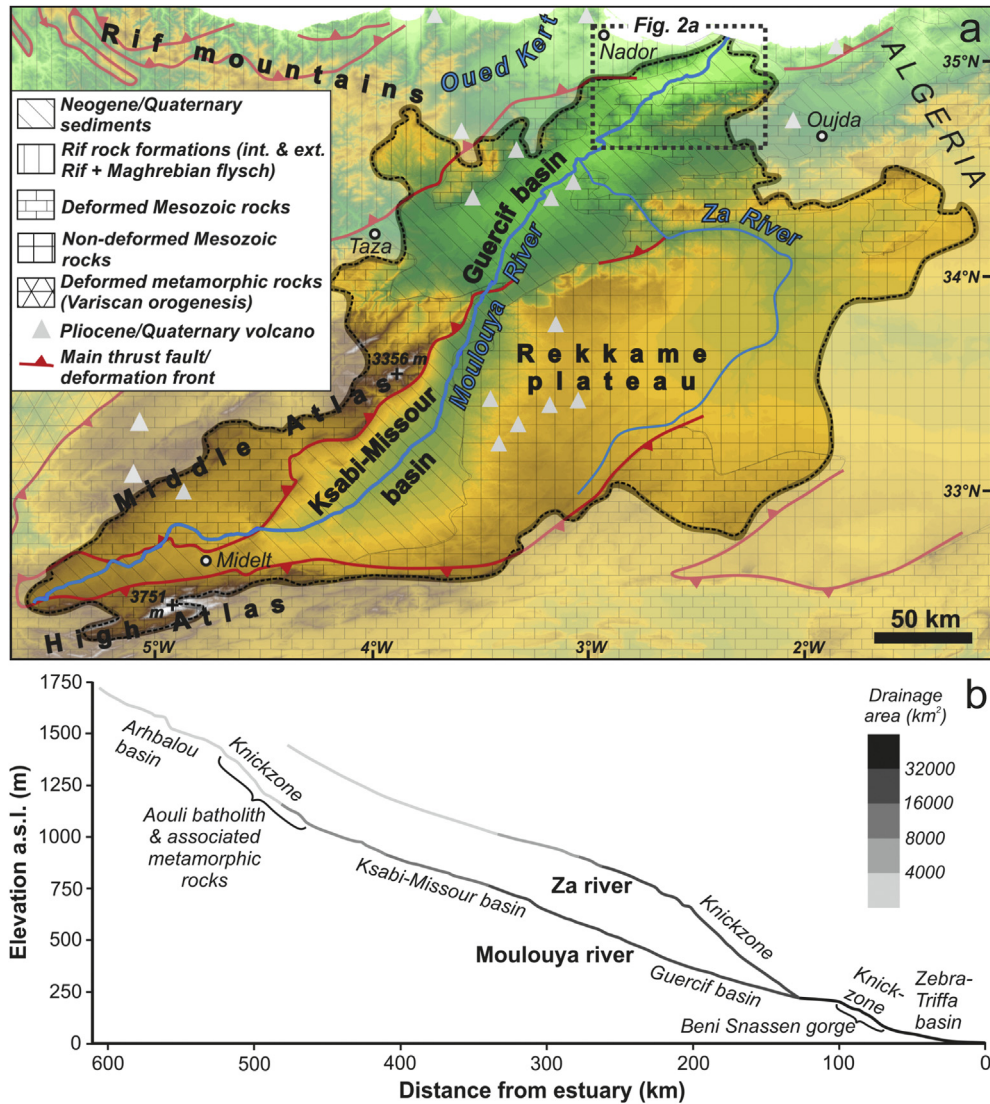 a
Fig. 2a
Rif mountains
Oued Kert
Nador
ALGERIA
35°N
Oujda
Neogene/Quaternary
sediments
Rif rock formations (int. & ext.
Rif + Maghrebian flysch)
Deformed Mesozoic rocks
Non-deformed Mesozoic
rocks
Deformed metamorphic rocks
(Variscan orogenesis)
Pliocene/Quaternary volcano
Main thrust fault/
deformation front
Guercif basin
Taza
Za River
34°N
Moulouya River
3356 m
Rekkame
plateau
Middle Atlas
Ksabi-Missour
basin
33°N
Midelt
3751
m
High Atlas
50 km
5°W
4°W
3°W
2°W
b
1750
1500
1250
1000
750
500
250
0
Elevation a.s.l. (m)
Arhbalou
basin
Knickzone
Aouli batholith
& associated
metamorphic
rocks
Ksabi-Missour basin
Za river
Knickzone
Moulouya river
Guercif basin
Beni Snassen gorge
Knick-
zone
Zebra-
Triffa
basin
Drainage
area (km²)
32000
16000
8000
4000
600
500
400
300
200
100
0
Distance from estuary (km)